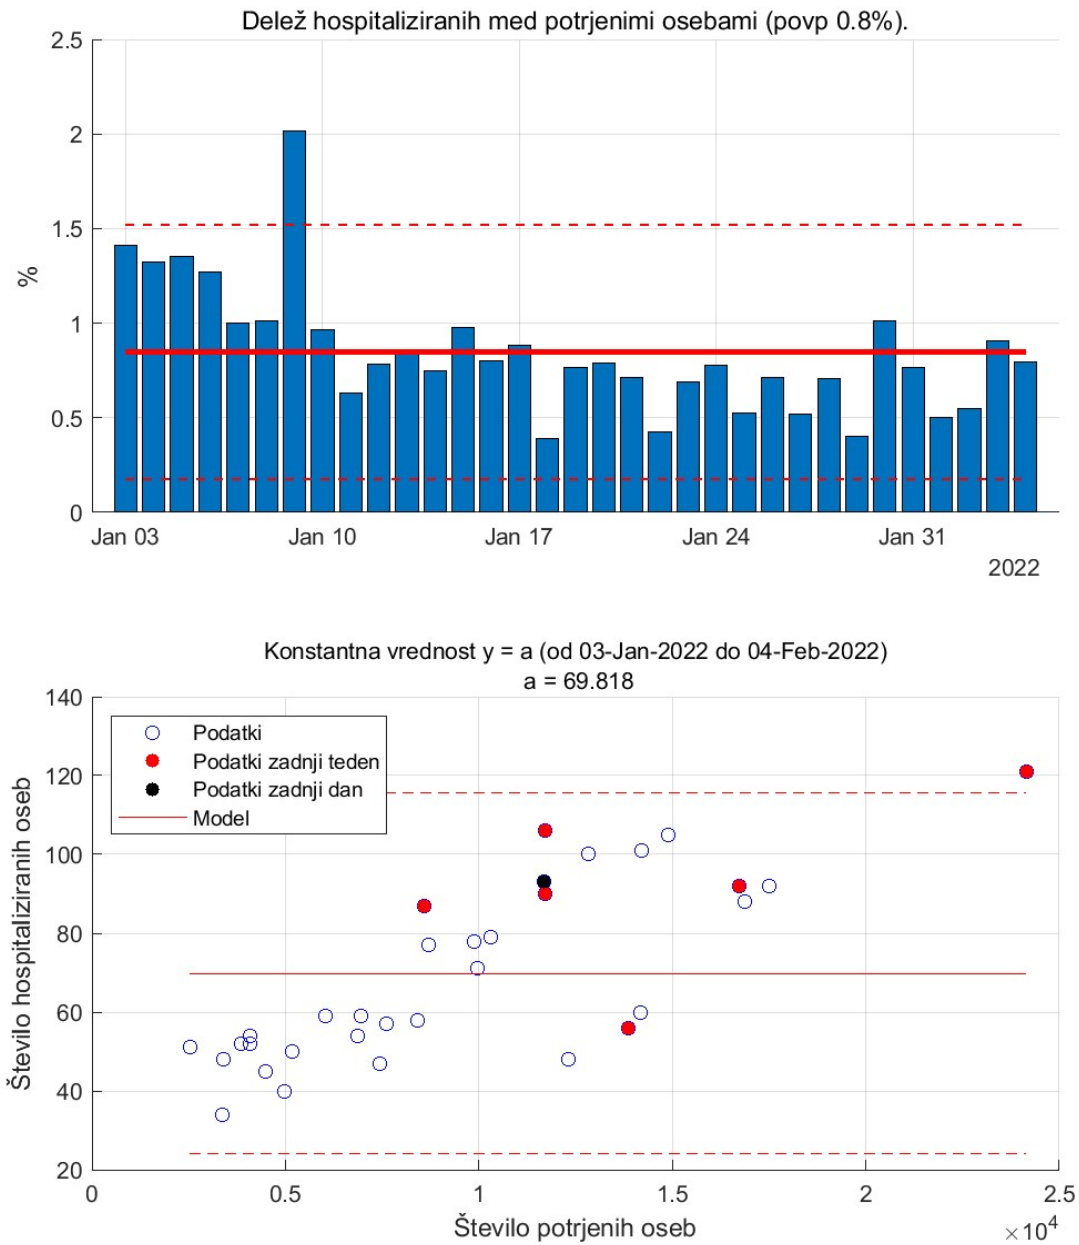 Delež hospitaliziranih med potrjenimi osebami (povp 0.8%).
2.5
2
1.5
1
0.5
0
%
Jan 03 Jan 10 Jan 17 Jan 24 Jan 31
2022
Konstantna vrednost y = a (od 03-Jan-2022 do 04-Feb-2022)
a = 69.818
140
120
100
80
60
40
20
Število hospitaliziranih oseb
Podatki
Podatki zadnji teden
Podatki zadnji dan
Model
0 0.5 1 1.5 2 2.5
Število potrjenih oseb
×10⁴